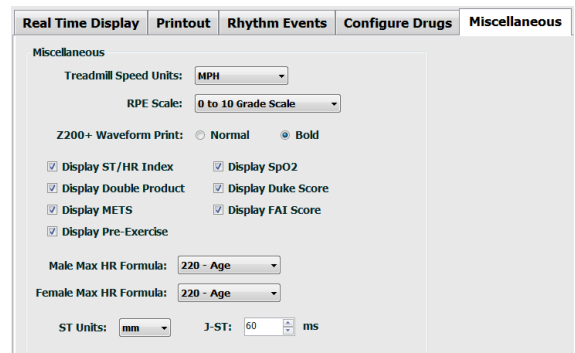 Real Time Display Printout Rhythm Events Configure Drugs Miscellaneous
Miscellaneous
Treadmill Speed Units: MPH
RPE Scale: 0 to 10 Grade Scale
Z200+ Waveform Print: Normal Bold
Display ST/HR Index Display SpO2
Display Double Product Display Duke Score
Display METS Display FAI Score
Display Pre-Exercise
Male Max HR Formula: 220 - Age
Female Max HR Formula: 220 - Age
ST Units: mm J-ST: 60 ms